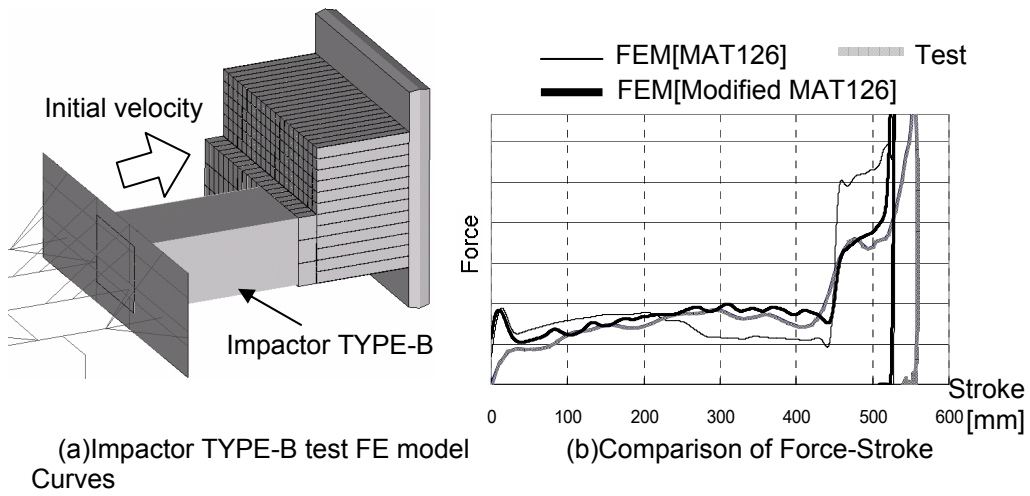 Initial velocity
Impactor TYPE-B
FEM[MAT126]
Test
FEM[Modified MAT126]
Force
0 100 200 300 400 500 600
Stroke
[mm]
(a)Impactor TYPE-B test FE model
(b)Comparison of Force-Stroke
Curves